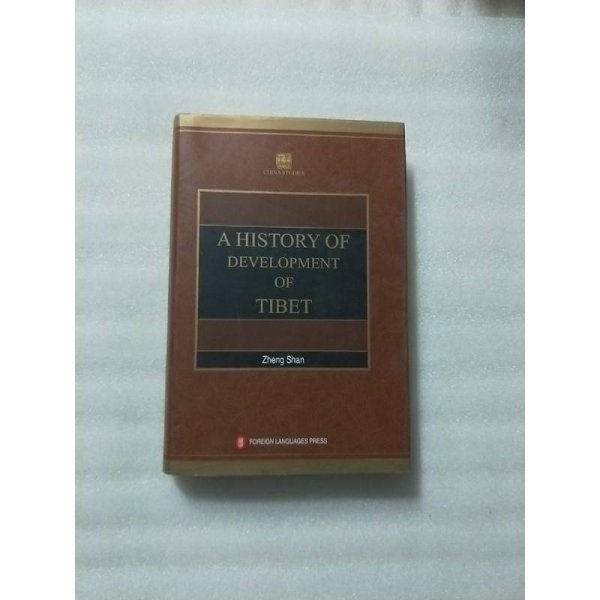 CHINA STUDIES
A HISTORY OF
DEVELOPMENT
OF
TIBET
Zheng Shan
FOREIGN LANGUAGES PRESS